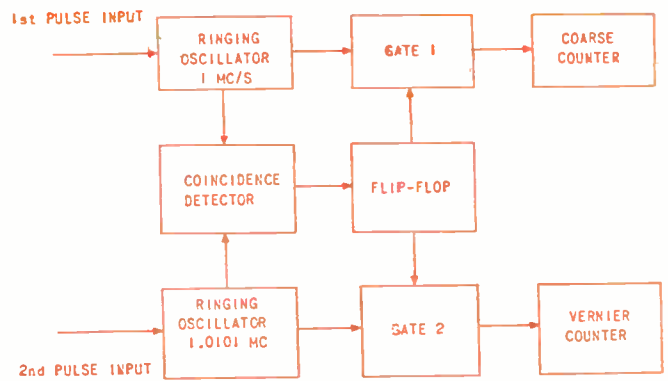 1st PULSE INPUT
RINGING
OSCILLATOR
1 MC/S
GATE 1
COARSE
COUNTER
COINCIDENCE
DETECTOR
FLIP-FLOP
RINGING
OSCILLATOR
1.0101 MC
GATE 2
VERNIER
COUNTER
2nd PULSE INPUT